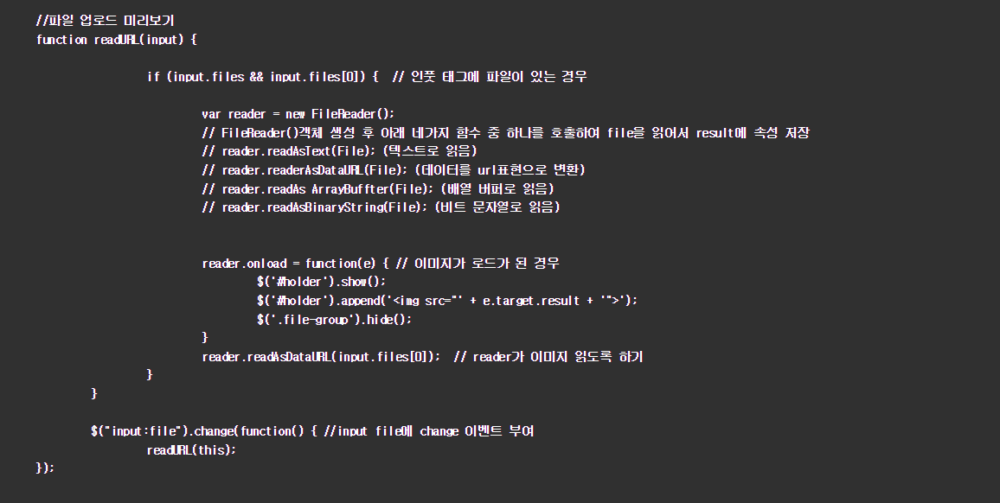 //파일 업로드 미리보기
function readURL(input) {
if (input.files && input.files[0]) { // 인풋 태그에 파일이 있는 경우
var reader = new FileReader();
// FileReader()객체 생성 후 아래 네가지 함수 중 하나를 호출하여 file을 읽어서 result에 속성 저장
// reader.readAsText(File); (텍스트로 읽음)
// reader.readerAsDataURL(File); (데이터를 url표현으로 변환)
// reader.readAs ArrayBuffter(File); (배열 버퍼로 읽음)
// reader.readAsBinaryString(File); (비트 문자열로 읽음)
reader.onload = function(e) { // 이미지가 로드가 된 경우
$('#holder').show();
$('#holder').append('<img src="' + e.target.result + '">');
$('.file-group').hide();
}
reader.readAsDataURL(input.files[0]); // reader가 이미지 읽도록 하기
}
}
$("input:file").change(function() { //input file에 change 이벤트 부여
readURL(this);
});